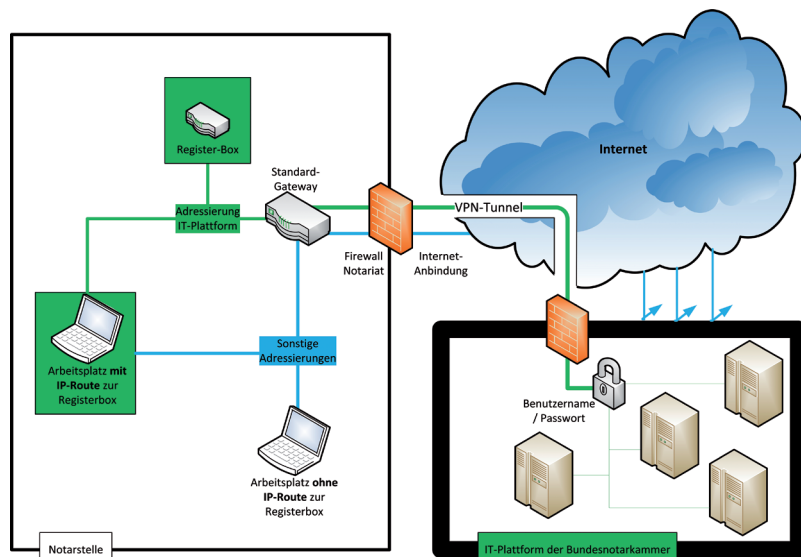 Register-Box
Standard-
Gateway
Adressierung
IT-Plattform
Internet
VPN-Tunnel
Firewall
Notariat
Internet-
Anbindung
Arbeitsplatz mit
IP-Route zur
Registerbox
Sonstige
Adressierungen
Arbeitsplatz ohne
IP-Route zur
Registerbox
Benutzername
/ Passwort
Notarstelle
IT-Plattform der Bundesnotarkammer